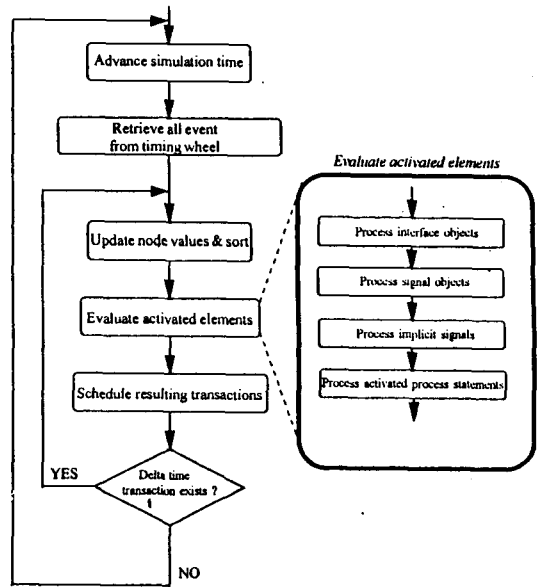 Advance simulation time
Retrieve all event
from timing wheel
Update node values & sort
Evaluate activated elements
Schedule resulting transactions
Delta time
transaction exists ?
YES
NO
Evaluate activated elements
Process interface objects
Process signal objects
Process implicit signals
Process activated process statements